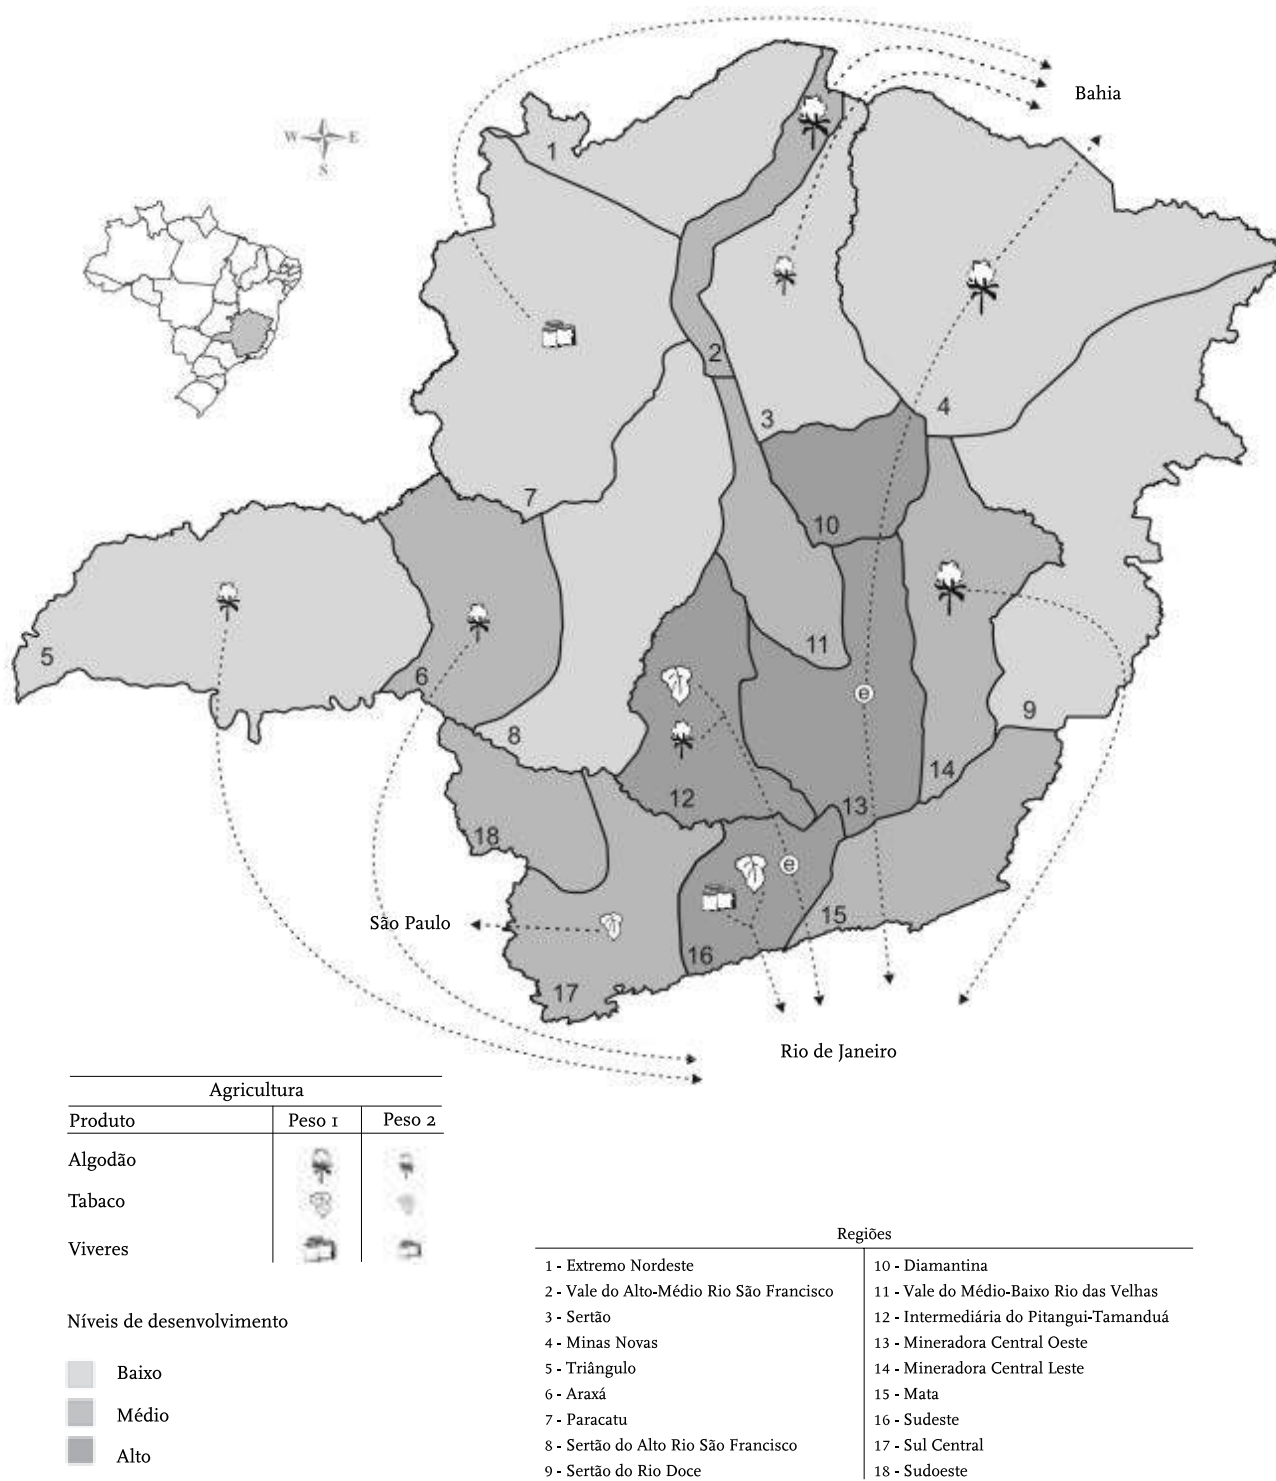 Bahia
W E
S
1
2
3
4
7
10
5
6
11
9
8
14
12
13
18
15
São Paulo
16
17
e
e
Rio de Janeiro
Agricultura
Produto Peso 1 Peso 2
Algodão
Tabaco
Viveres
Níveis de desenvolvimento
Baixo
Médio
Alto
Regiões
1 - Extremo Nordeste
2 - Vale do Alto-Médio Rio São Francisco
3 - Sertão
4 - Minas Novas
5 - Triângulo
6 - Araxá
7 - Paracatu
8 - Sertão do Alto Rio São Francisco
9 - Sertão do Rio Doce
10 - Diamantina
11 - Vale do Médio-Baixo Rio das Velhas
12 - Intermediária do Pitangui-Tamanduá
13 - Mineradora Central Oeste
14 - Mineradora Central Leste
15 - Mata
16 - Sudeste
17 - Sul Central
18 - Sudoeste